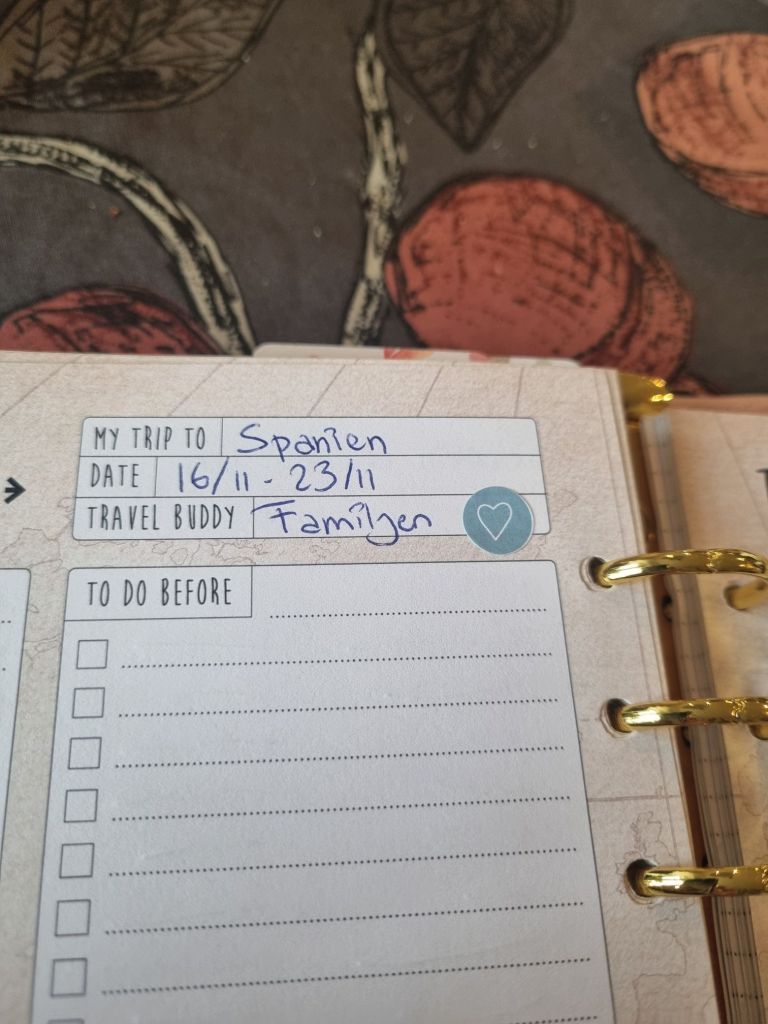 MY TRIP TO Spanien
DATE 16/11 - 23/11
TRAVEL BUDDY Familjen
TO DO BEFORE